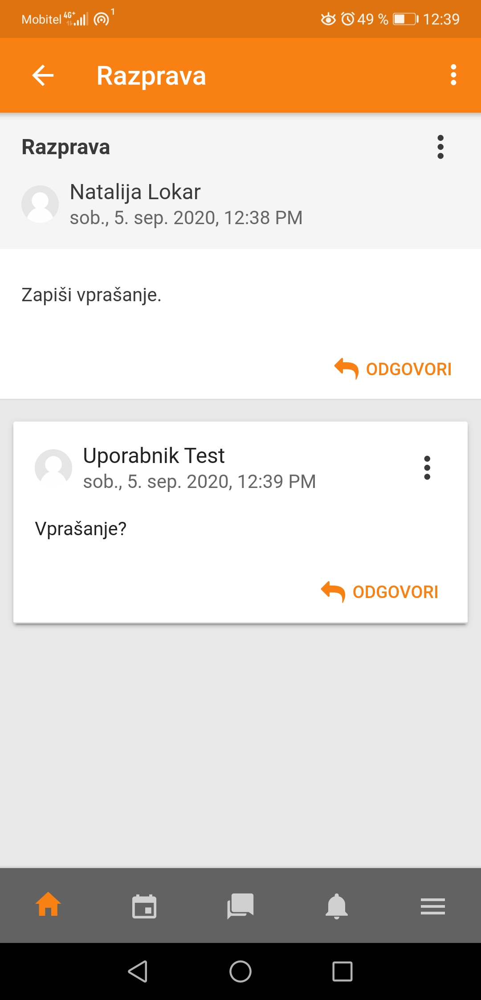 Mobitel 4G+ 1 49 % 12:39
Razprava
Razprava
Natalija Lokar
sob., 5. sep. 2020, 12:38 PM
Zapiši vprašanje.
ODGOVORI
Uporabnik Test
sob., 5. sep. 2020, 12:39 PM
Vprašanje?
ODGOVORI